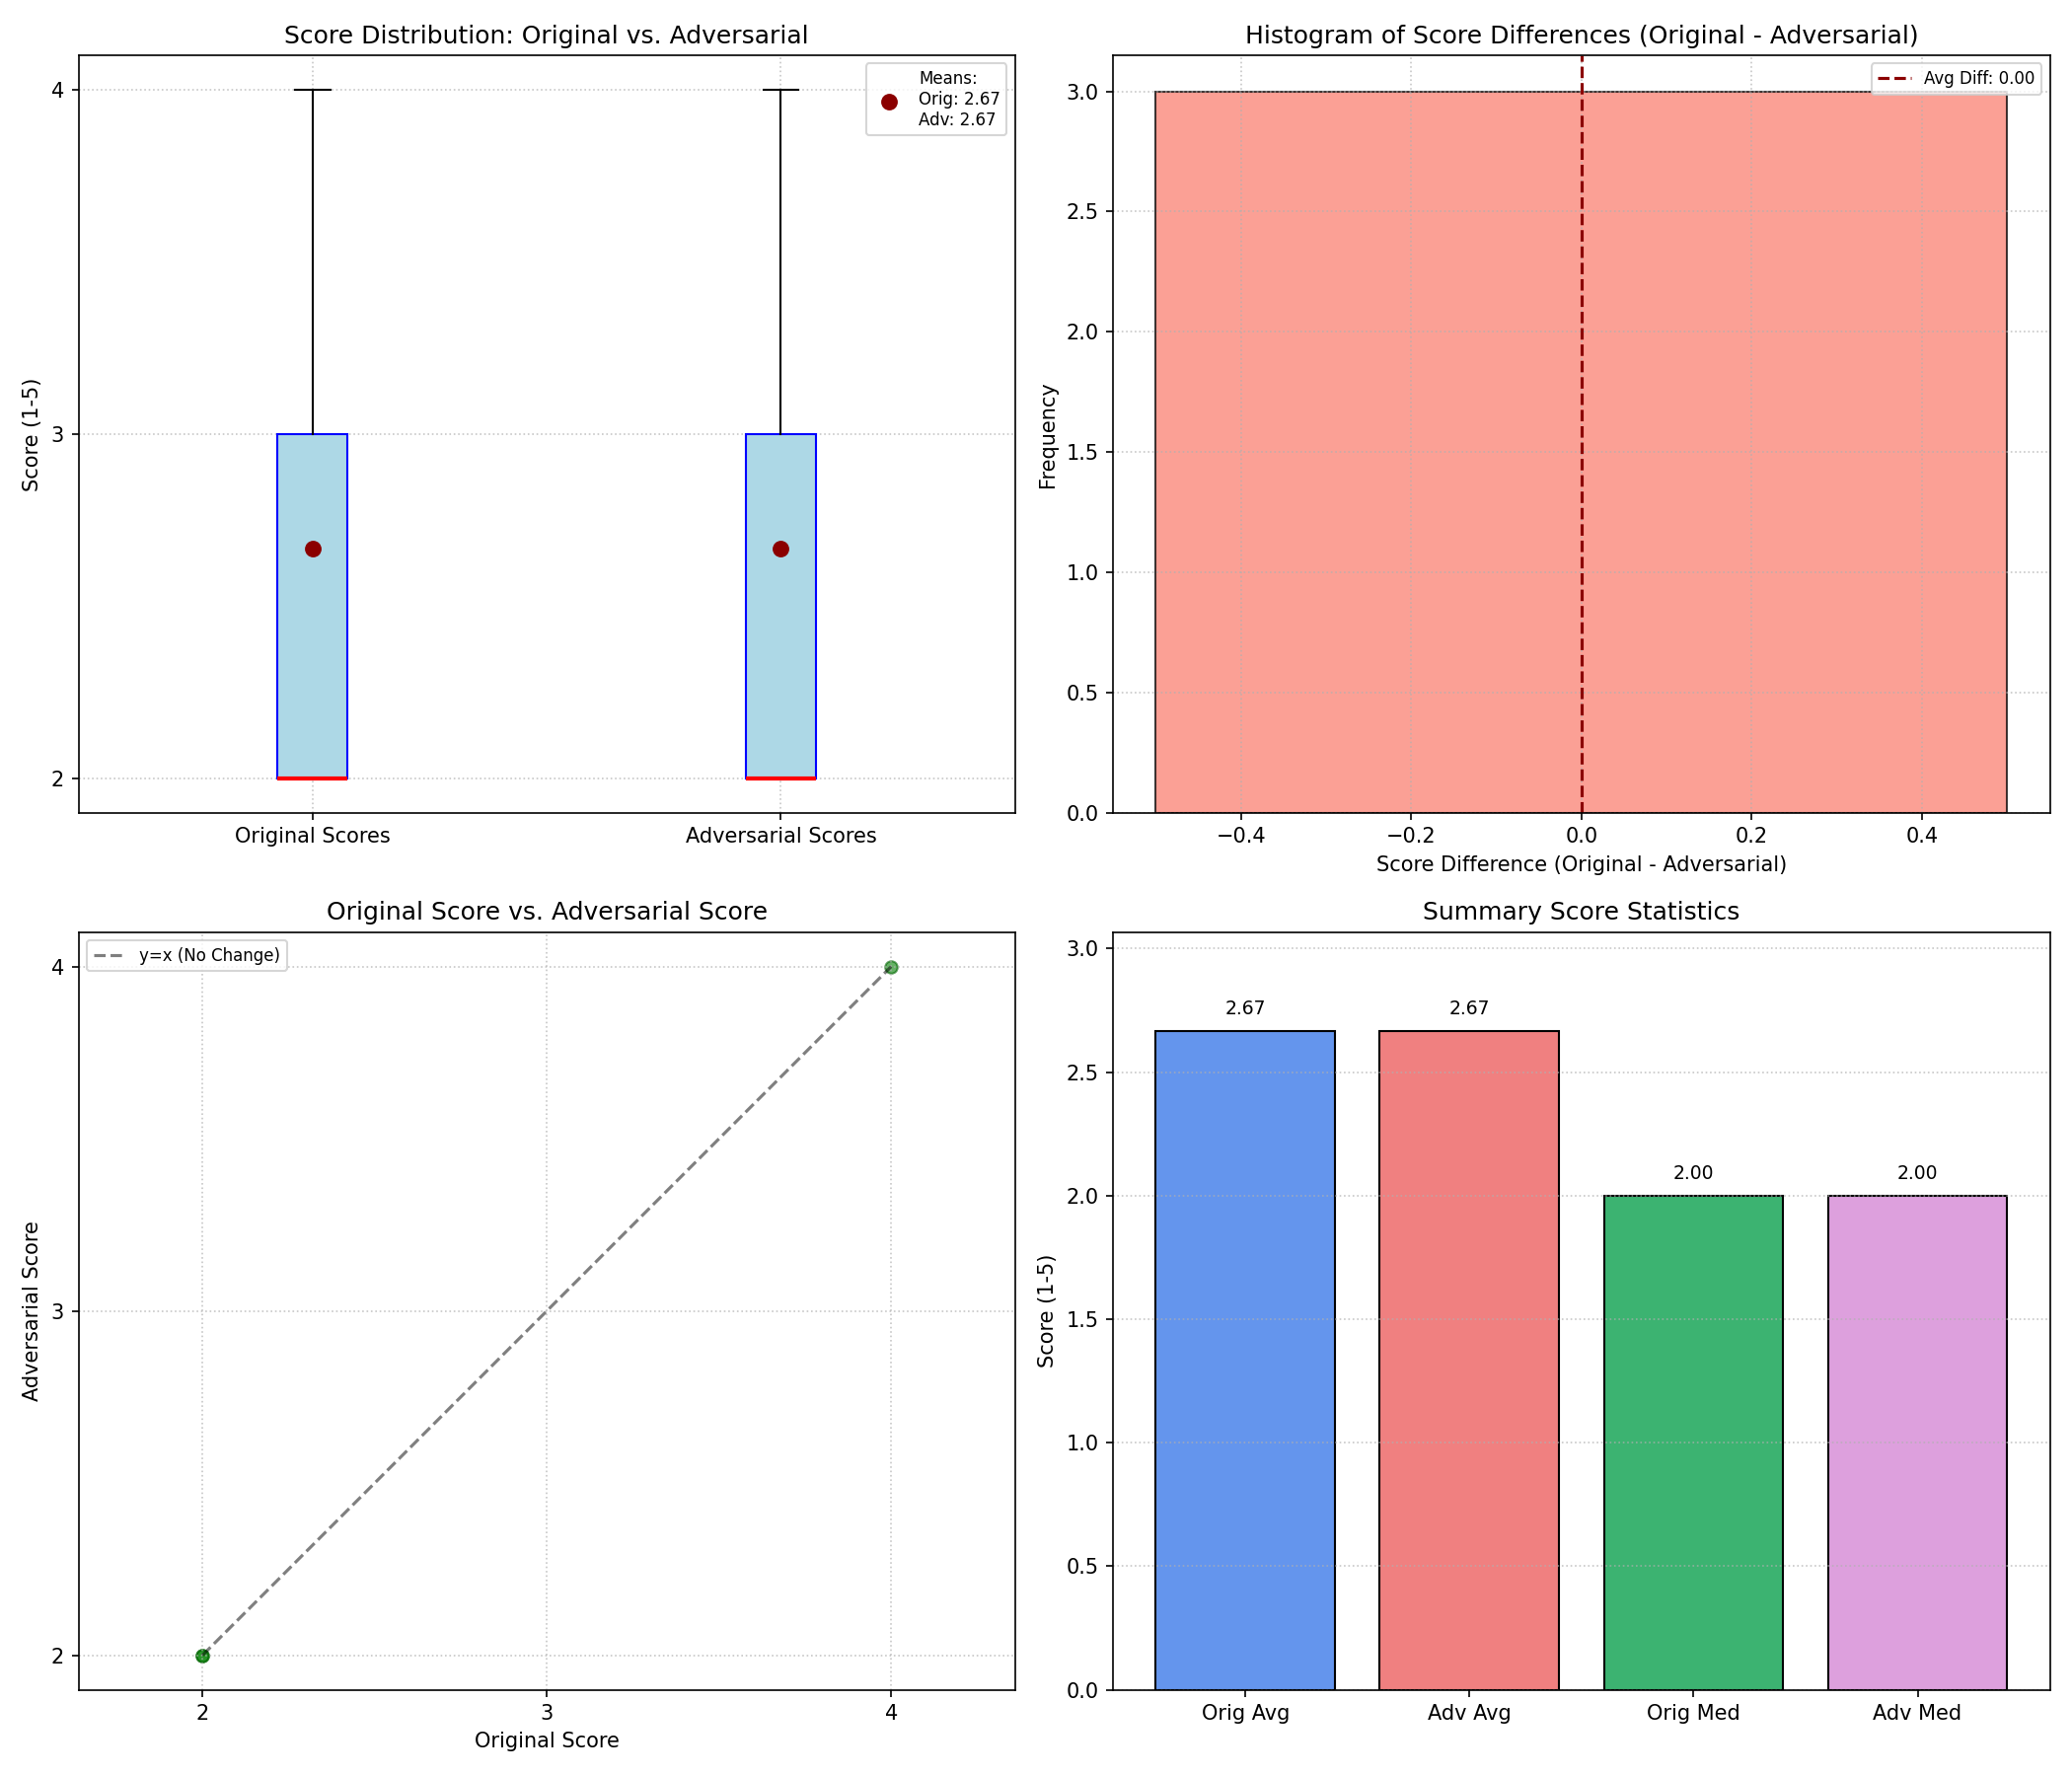 Score Distribution: Original vs. Adversarial
Means:
Orig: 2.67
Adv: 2.67
4
3
2
Score (1-5)
Original Scores
Adversarial Scores
Histogram of Score Differences (Original - Adversarial)
Avg Diff: 0.00
3.0
2.5
2.0
1.5
1.0
0.5
0.0
Frequency
−0.4
−0.2
0.0
0.2
0.4
Score Difference (Original - Adversarial)
Original Score vs. Adversarial Score
y=x (No Change)
4
3
2
Adversarial Score
2
3
4
Original Score
Summary Score Statistics
3.0
2.5
2.0
1.5
1.0
0.5
0.0
Score (1-5)
2.67
2.67
2.00
2.00
Orig Avg
Adv Avg
Orig Med
Adv Med